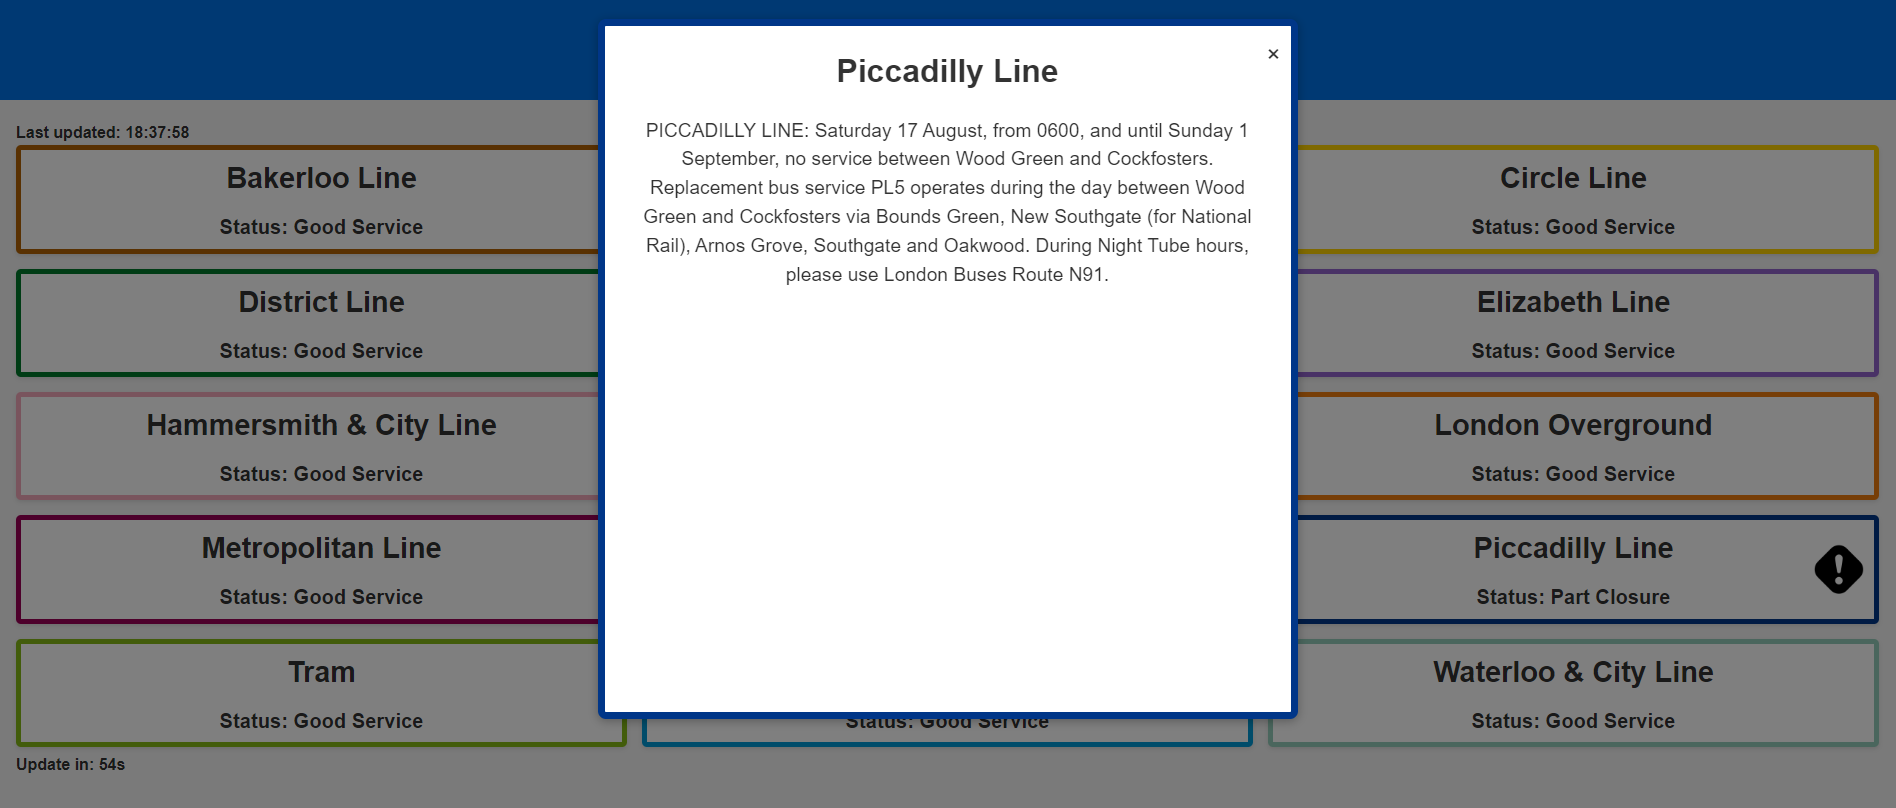 Piccadilly Line
×
PICCADILLY LINE: Saturday 17 August, from 0600, and until Sunday 1
September, no service between Wood Green and Cockfosters.
Replacement bus service PL5 operates during the day between Wood
Green and Cockfosters via Bounds Green, New Southgate (for National
Rail), Arnos Grove, Southgate and Oakwood. During Night Tube hours,
please use London Buses Route N91.
Last updated: 18:37:58
Bakerloo Line
Status: Good Service
Circle Line
Status: Good Service
District Line
Status: Good Service
Elizabeth Line
Status: Good Service
Hammersmith & City Line
Status: Good Service
London Overground
Status: Good Service
Metropolitan Line
Status: Good Service
Piccadilly Line
Status: Part Closure
Tram
Status: Good Service
Status: Good Service
Waterloo & City Line
Status: Good Service
Update in: 54s